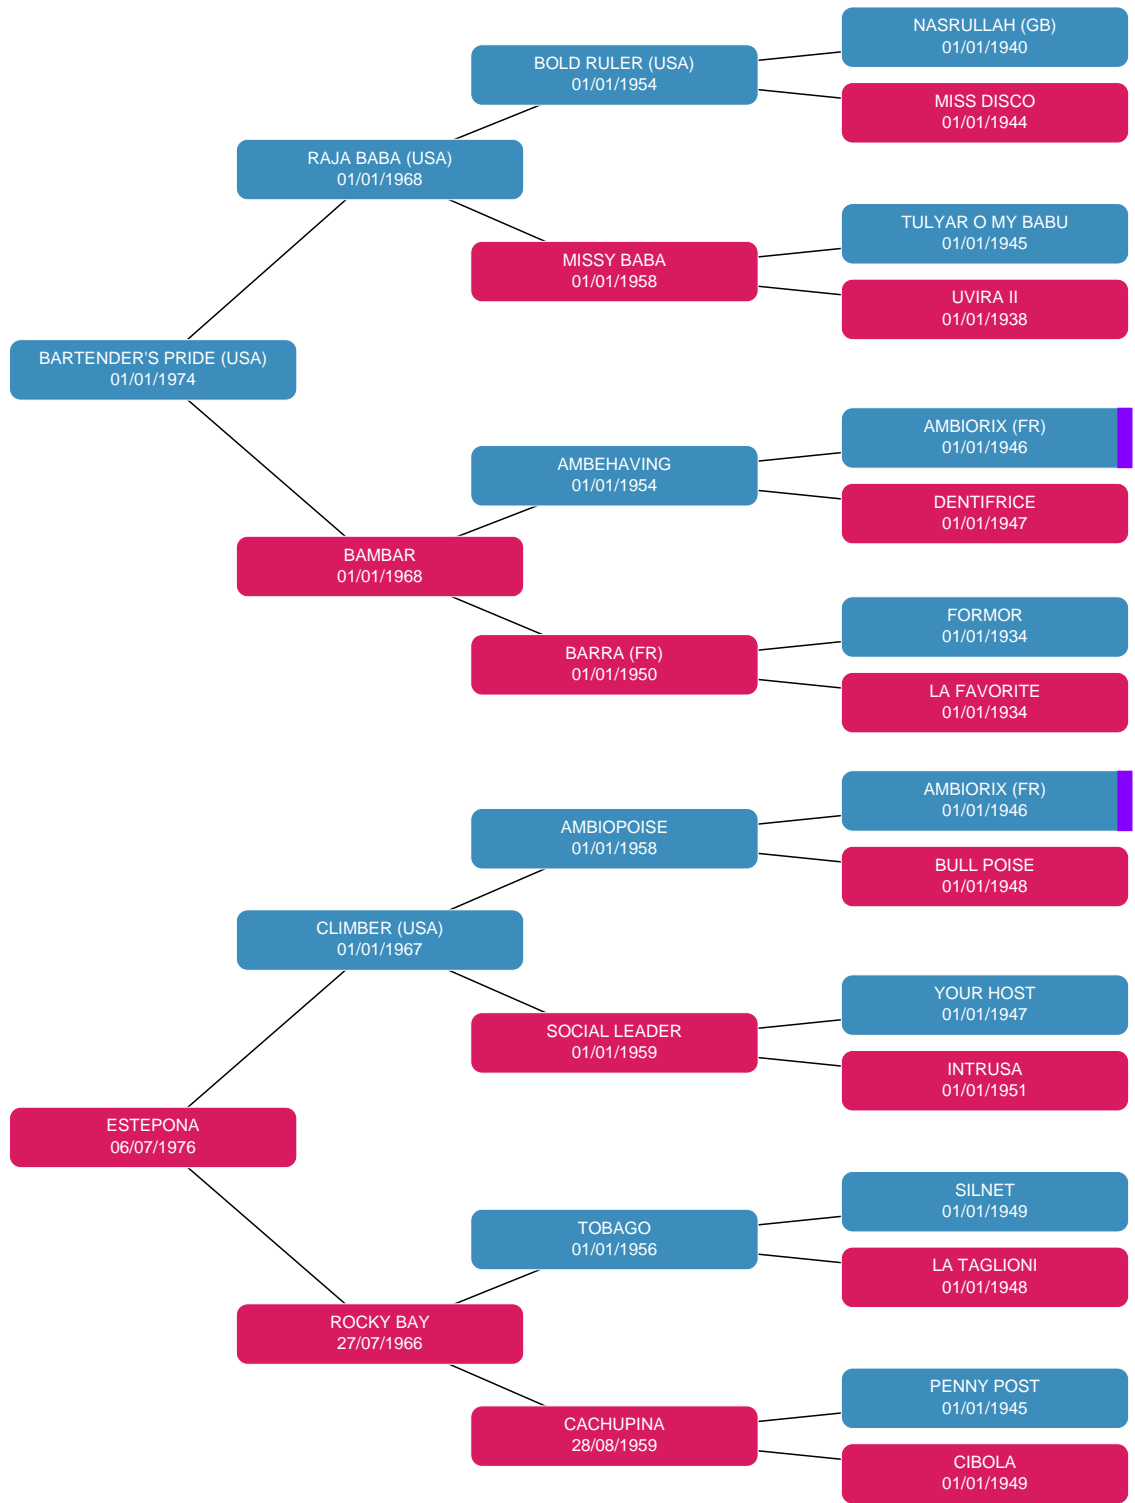 NASRULLAH (GB)
01/01/1940
BOLD RULER (USA)
01/01/1954
MISS DISCO
01/01/1944
RAJA BABA (USA)
01/01/1968
TULYAR O MY BABU
01/01/1945
MISSY BABA
01/01/1958
UVIRA II
01/01/1938
BARTENDER'S PRIDE (USA)
01/01/1974
AMBIORIX (FR)
01/01/1946
AMBEHAVING
01/01/1954
DENTIFRICE
01/01/1947
BAMBAR
01/01/1968
FORMOR
01/01/1934
BARRA (FR)
01/01/1950
LA FAVORITE
01/01/1934
AMBIORIX (FR)
01/01/1946
AMBIOPOISE
01/01/1958
BULL POISE
01/01/1948
CLIMBER (USA)
01/01/1967
YOUR HOST
01/01/1947
SOCIAL LEADER
01/01/1959
INTRUSA
01/01/1951
ESTEPONA
06/07/1976
SILNET
01/01/1949
TOBAGO
01/01/1956
LA TAGLIONI
01/01/1948
ROCKY BAY
27/07/1966
PENNY POST
01/01/1945
CACHUPINA
28/08/1959
CIBOLA
01/01/1949